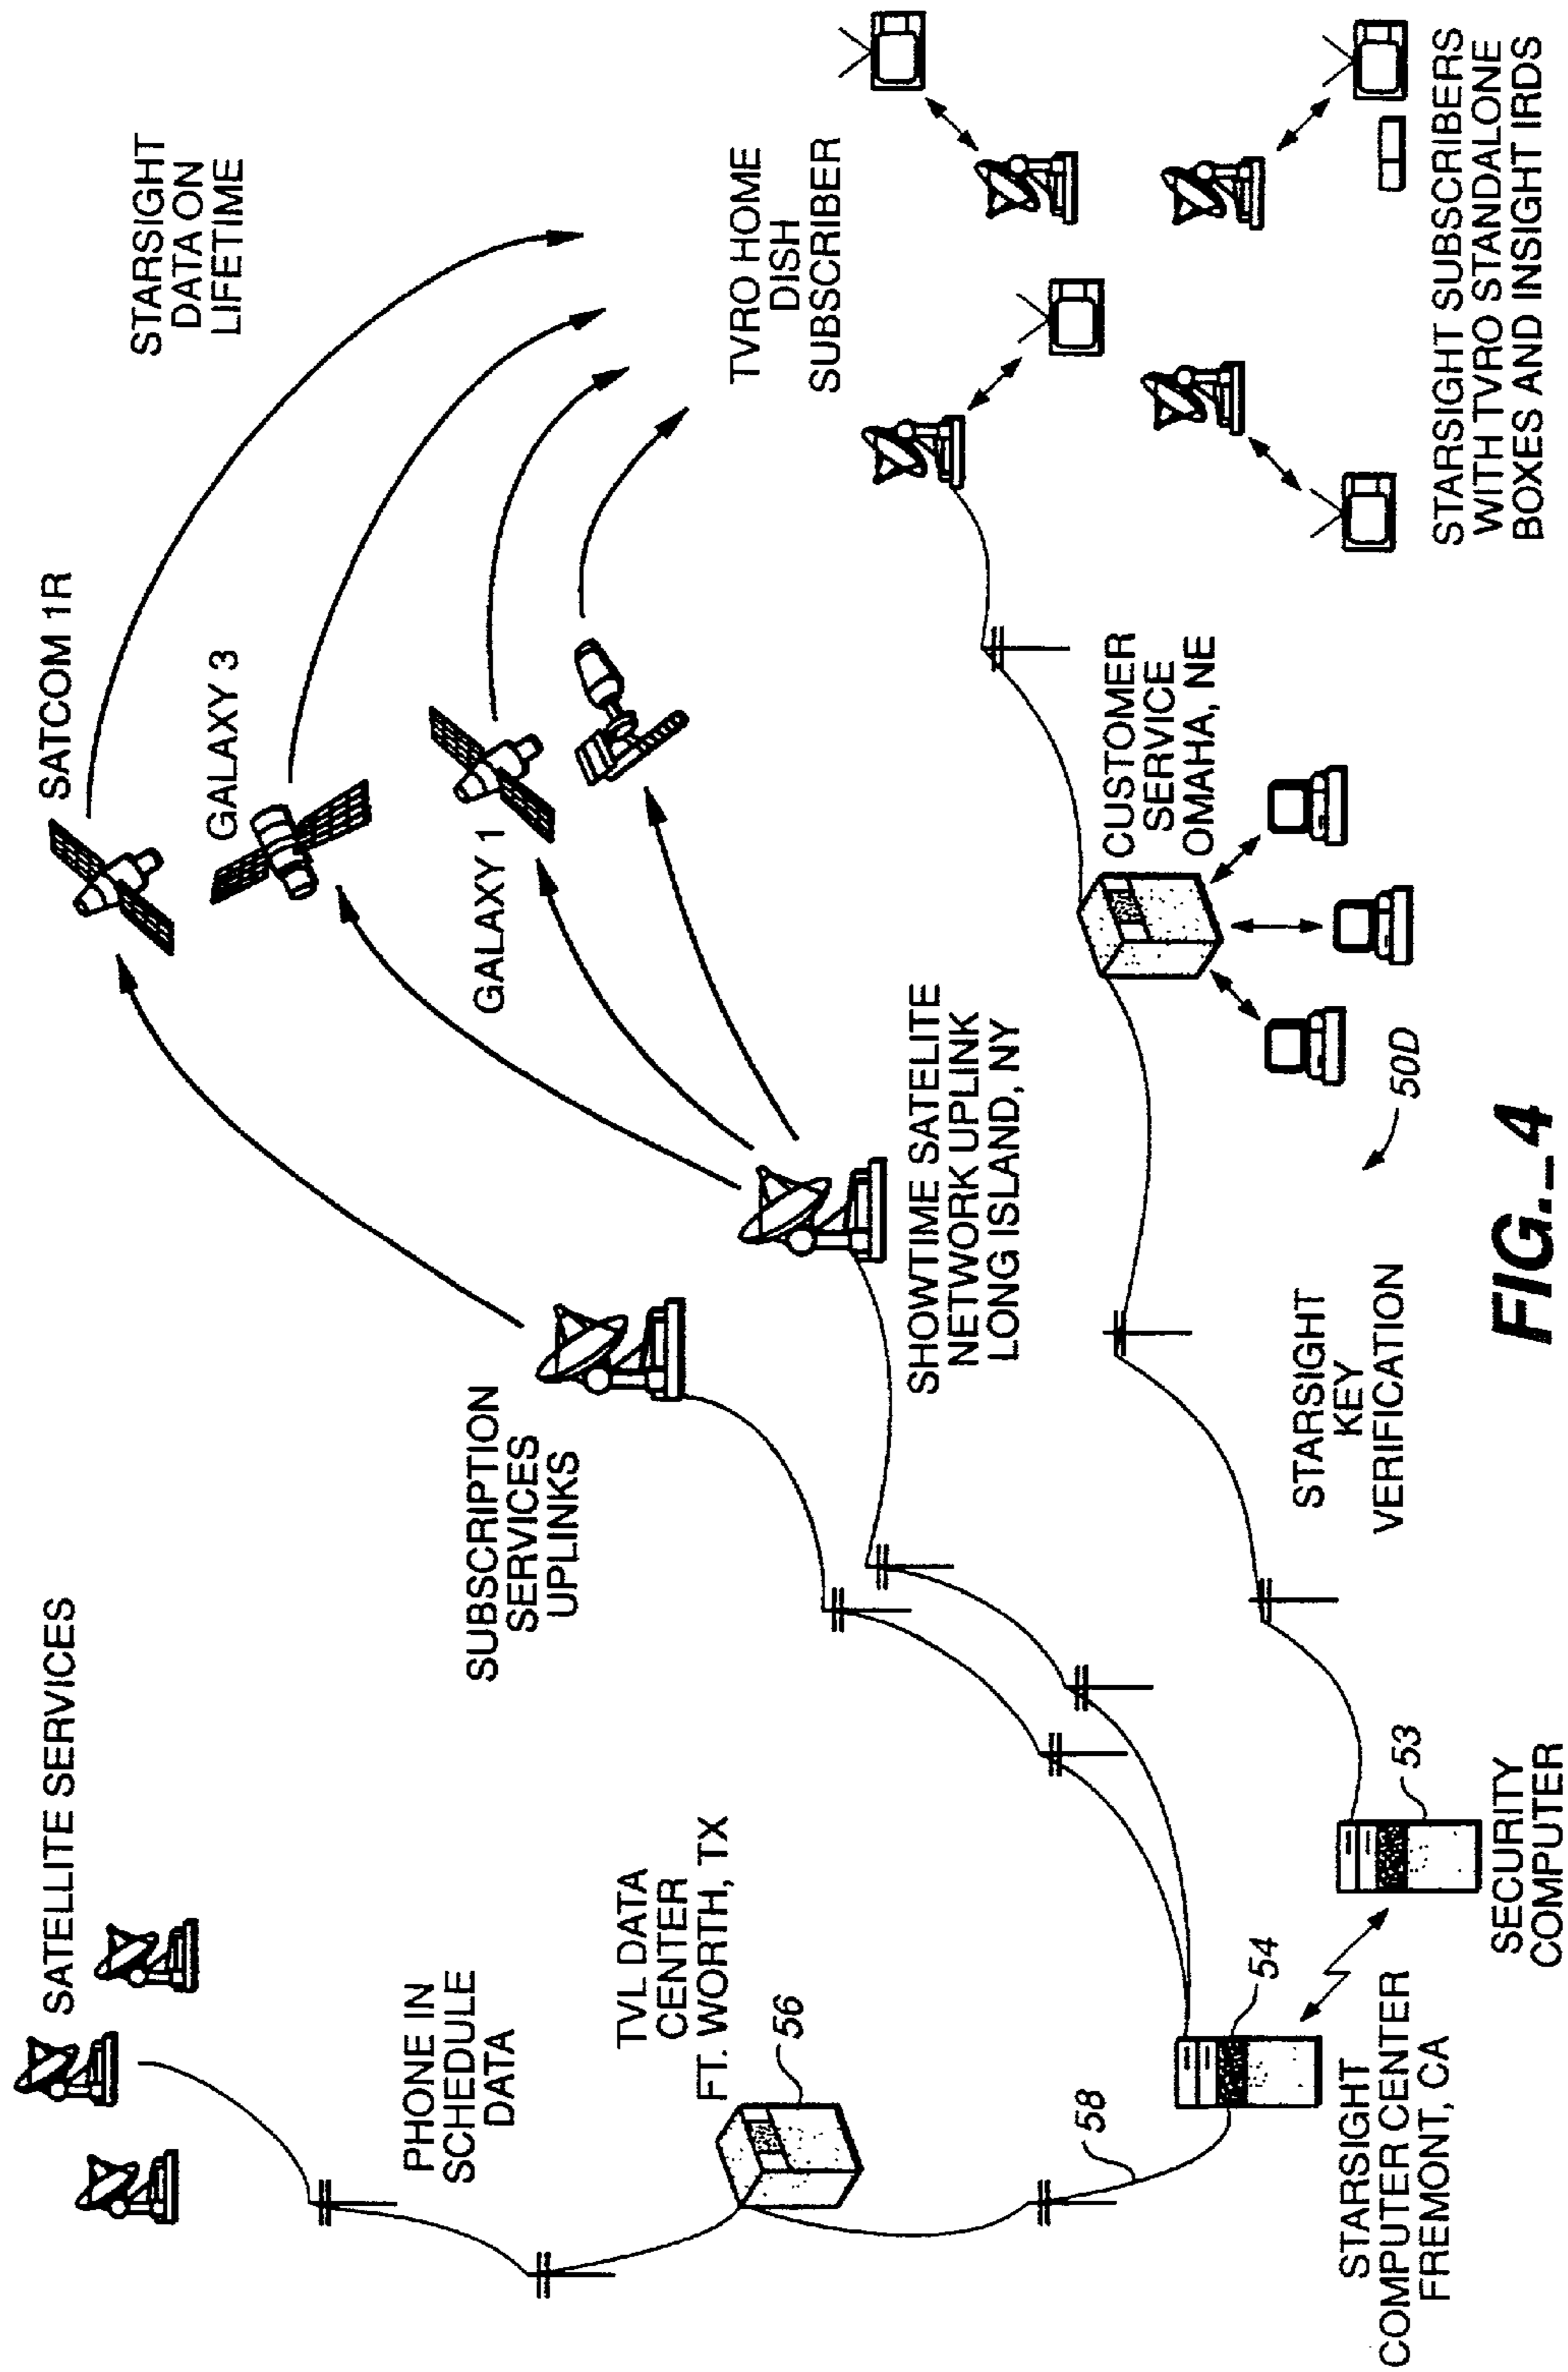 SATELLITE SERVICES
PHONE IN
SCHEDULE
DATA
TVL DATA
CENTER
FT. WORTH, TX
56
58
54
STARSIGHT
COMPUTER CENTER
FREMONT, CA
53
SECURITY
COMPUTER
SUBSCRIPTION
SERVICES
UPLINKS
SHOWTIME SATELITE
NETWORK UPLINK
LONG ISLAND, NY
STARSIGHT
KEY
VERIFICATION
50D
SATCOM 1R
GALAXY 3
GALAXY 1
CUSTOMER
SERVICE
OMAHA, NE
STARSIGHT
DATA ON
LIFETIME
TVRO HOME
DISH
SUBSCRIBER
STARSIGHT SUBSCRIBERS
WITH TVRO STANDALONE
BOXES AND INSIGHT IRDS
FIG._4